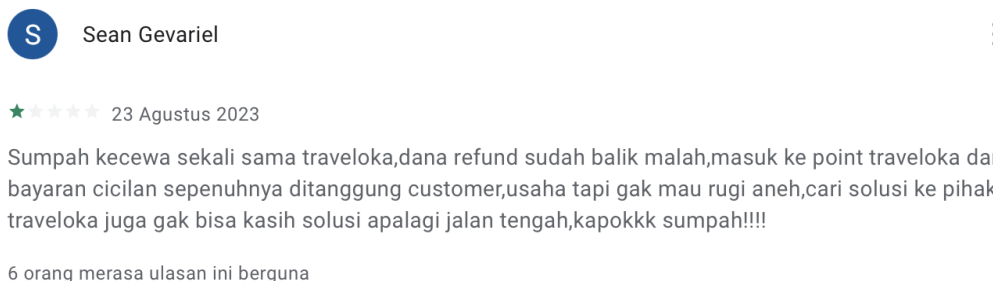 S
Sean Gevariel
23 Agustus 2023
Sumpah kecewa sekali sama traveloka,dana refund sudah balik malah,masuk ke point traveloka
bayaran cicilan sepenuhnya ditanggung customer,usaha tapi gak mau rugi aneh,cari solusi ke pihak
traveloka juga gak bisa kasih solusi apalagi jalan tengah,kapokkk sumpah!!!!
6 orang merasa ulasan ini berguna